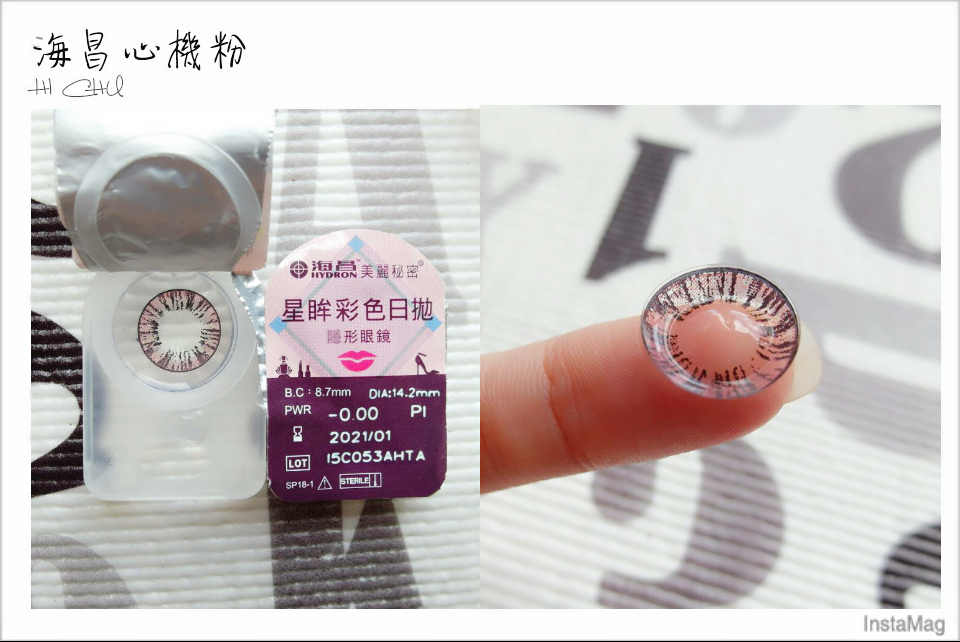 海昌心機粉
HI CHU
海昌
HYDRON 美麗秘密®
星眸彩色日拋
隱形眼鏡
B.C : 8.7mm DIA:14.2mm
PWR -0.00 PI
2021/01
LOT 15C053AHTA
SP18-1 STERILE
1
InstaMag